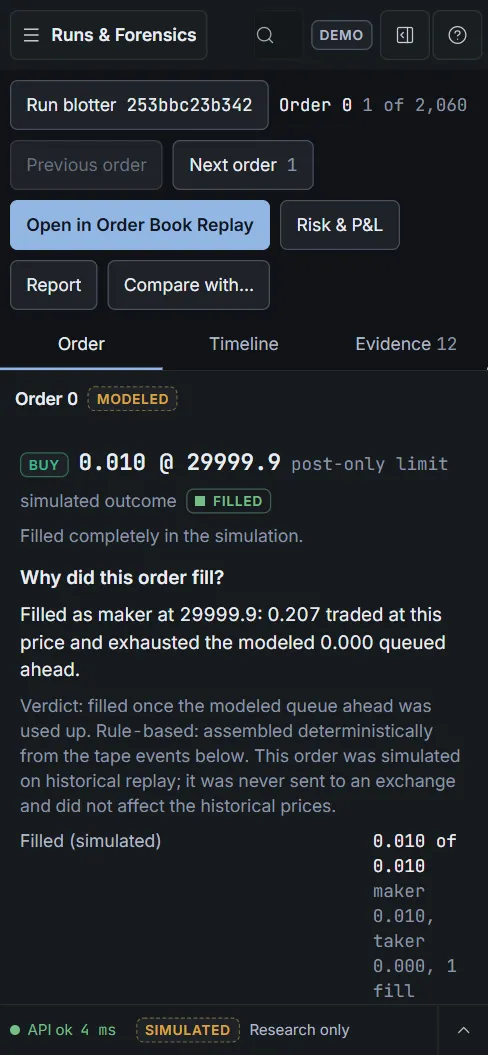 Runs & Forensics DEMO
Run blotter 253bbc23b342 Order 0 1 of 2,060
Previous order Next order 1
Open in Order Book Replay Risk & P&L
Report Compare with...
Order Timeline Evidence 12
Order 0 MODELED
BUY 0.010 @ 29999.9 post-only limit
simulated outcome FILLED
Filled completely in the simulation.
Why did this order fill?
Filled as maker at 29999.9: 0.207 traded at this
price and exhausted the modeled 0.000 queued
ahead.
Verdict: filled once the modeled queue ahead was
used up. Rule-based: assembled deterministically
from the tape events below. This order was simulated
on historical replay; it was never sent to an exchange
and did not affect the historical prices.
Filled (simulated) 0.010 of
0.010
maker
0.010,
taker
0.000, 1
fill
API ok 4 ms SIMULATED Research only